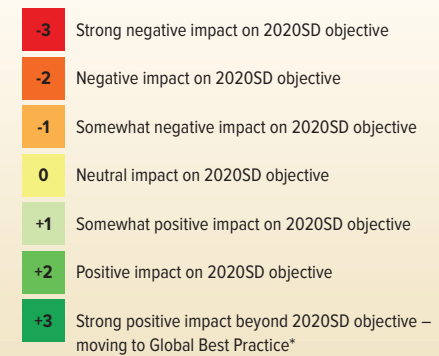 -3 Strong negative impact on 2020SD objective
-2 Negative impact on 2020SD objective
-1 Somewhat negative impact on 2020SD objective
0 Neutral impact on 2020SD objective
+1 Somewhat positive impact on 2020SD objective
+2 Positive impact on 2020SD objective
+3 Strong positive impact beyond 2020SD objective –
moving to Global Best Practice*